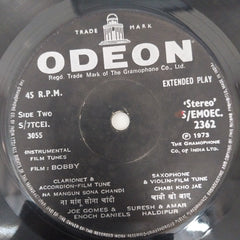 TRADE MARK
ODEON
Regd. Trade Mark of The Gramophone Co., Ltd.
45 R.P.M.
EXTENDED PLAY
Side Two
S/7TCEI.
3055
'Stereo'
S/EMOEC.
2362
℗ 1973
THE GRAMOPHONE
CO. OF INDIA LTD.
INSTRUMENTAL
FILM TUNES
FILM: BOBBY
CLARIONET &
ACCORDION-FILM TUNE
NA MANGUN SONA CHANDI
ना मांगू सोना चांदी
JOE GOMES &
ENOCH DANIELS
SAXOPHONE
& VIOLIN-FILM TUNE
CHABI KHO JAE
चाबी खो जाए
SURESH & AMAR
HALDIPUR